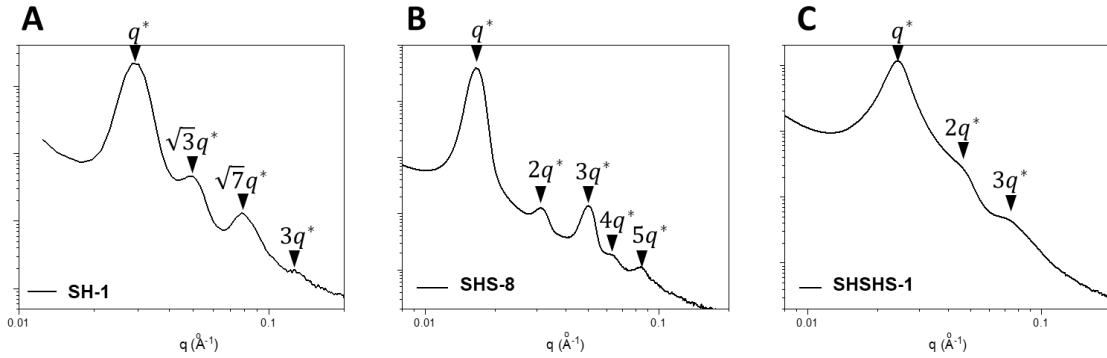 A
q*
√3q*
√7q*
3q*
SH-1
0.01
0.1
q (Å⁻¹)
B
q*
2q*
3q*
4q*
5q*
SHS-8
0.01
0.1
q (Å⁻¹)
C
q*
2q*
3q*
SHSHS-1
0.01
0.1
q (Å⁻¹)